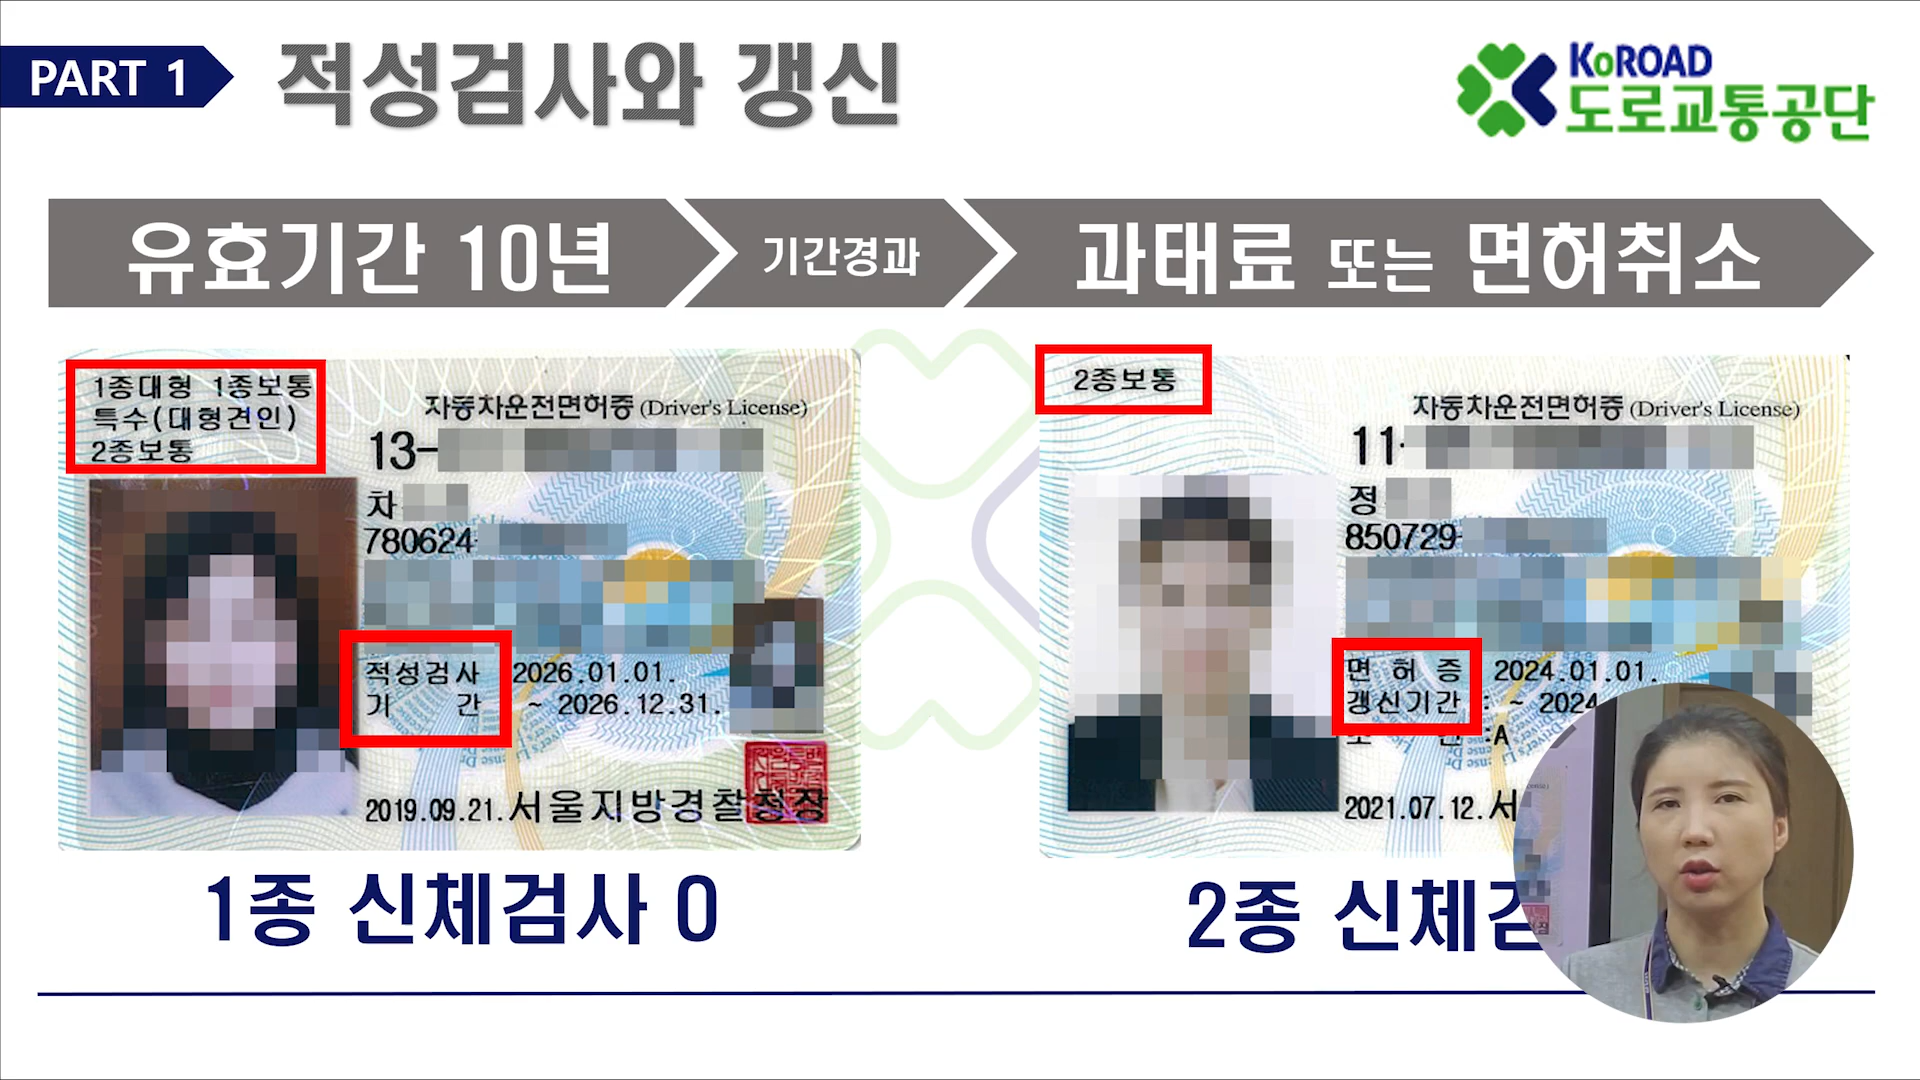 PART 1
적성검사와 갱신
KoROAD
도로교통공단
유효기간 10년
기간경과
과태료 또는 면허취소
1종대형 1종보통
특수(대형견인)
2종보통
자동차운전면허증 (Driver's License)
13-
차
780624-
적성검사 2026.01.01.
기 간 ~ 2026.12.31.
2019.09.21. 서울지방경찰청장
1종 신체검사 O
2종보통
자동차운전면허증 (Driver's License)
11-
정
850729-
면 허 증 2024.01.01.
갱신기간 : ~ 2024
:A
2021.07.12. 서
2종 신체검